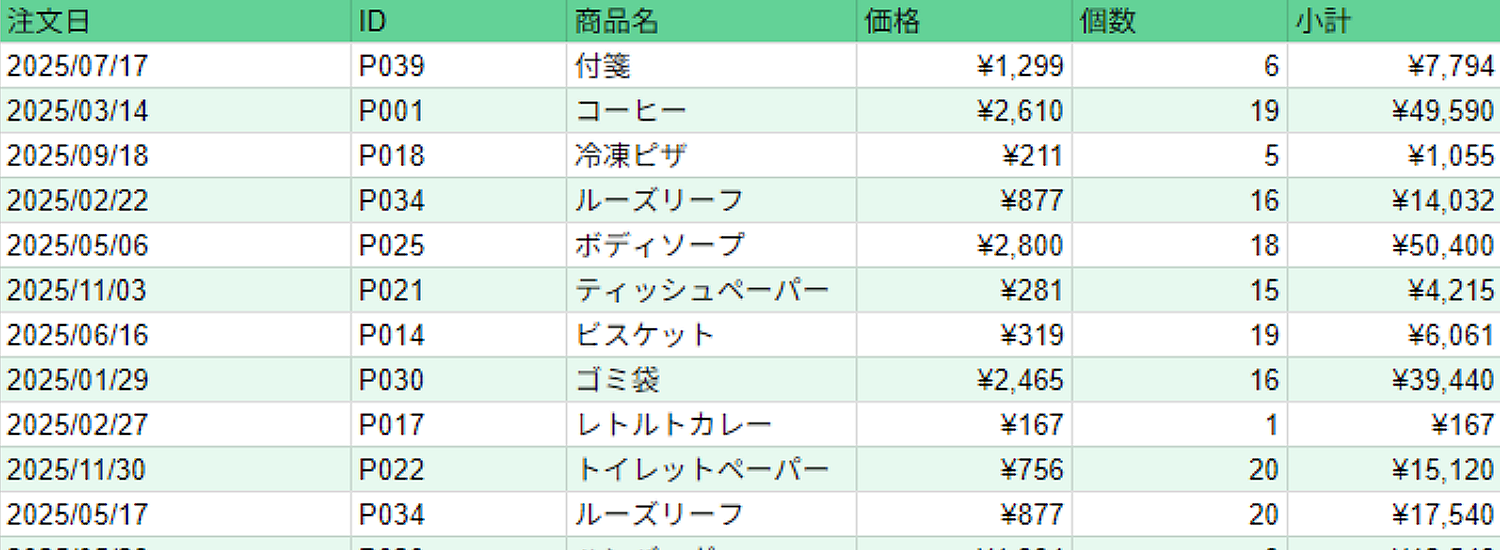 注文日 ID 商品名 価格 個数 小計
2025/07/17 P039 付箋 ¥1,299 6 ¥7,794
2025/03/14 P001 コーヒー ¥2,610 19 ¥49,590
2025/09/18 P018 冷凍ピザ ¥211 5 ¥1,055
2025/02/22 P034 ルーズリーフ ¥877 16 ¥14,032
2025/05/06 P025 ボディソープ ¥2,800 18 ¥50,400
2025/11/03 P021 ティッシュペーパー ¥281 15 ¥4,215
2025/06/16 P014 ビスケット ¥319 19 ¥6,061
2025/01/29 P030 ゴミ袋 ¥2,465 16 ¥39,440
2025/02/27 P017 レトルトカレー ¥167 1 ¥167
2025/11/30 P022 トイレットペーパー ¥756 20 ¥15,120
2025/05/17 P034 ルーズリーフ ¥877 20 ¥17,540